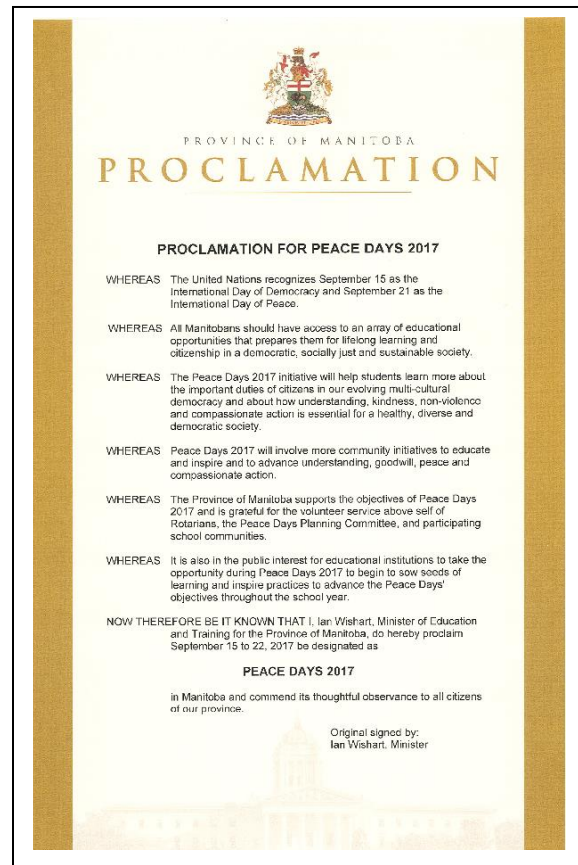 PROVINCE OF MANITOBA
PROCLAMATION
PROCLAMATION FOR PEACE DAYS 2017
WHEREAS The United Nations recognizes September 15 as the
International Day of Democracy and September 21 as the
International Day of Peace.
WHEREAS All Manitobans should have access to an array of educational
opportunities that prepares them for lifelong learning and
citizenship in a democratic, socially just and sustainable society.
WHEREAS The Peace Days 2017 initiative will help students learn more about
the important duties of citizens in our evolving multi-cultural
democracy and about how understanding, kindness, non-violence
and compassionate action is essential for a healthy, diverse and
democratic society.
WHEREAS Peace Days 2017 will involve more community initiatives to educate
and inspire and to advance understanding, goodwill, peace and
compassionate action.
WHEREAS The Province of Manitoba supports the objectives of Peace Days
2017 and is grateful for the volunteer service above self of
Rotarians, the Peace Days Planning Committee, and participating
school communities.
WHEREAS It is also in the public interest for educational institutions to take the
opportunity during Peace Days 2017 to begin to sow seeds of
learning and inspire practices to advance the Peace Days'
objectives throughout the school year.
NOW THEREFORE BE IT KNOWN THAT I, Ian Wishart, Minister of Education
and Training for the Province of Manitoba, do hereby proclaim
September 15 to 22, 2017 be designated as
PEACE DAYS 2017
in Manitoba and commend its thoughtful observance to all citizens
of our province.
Original signed by:
Ian Wishart, Minister